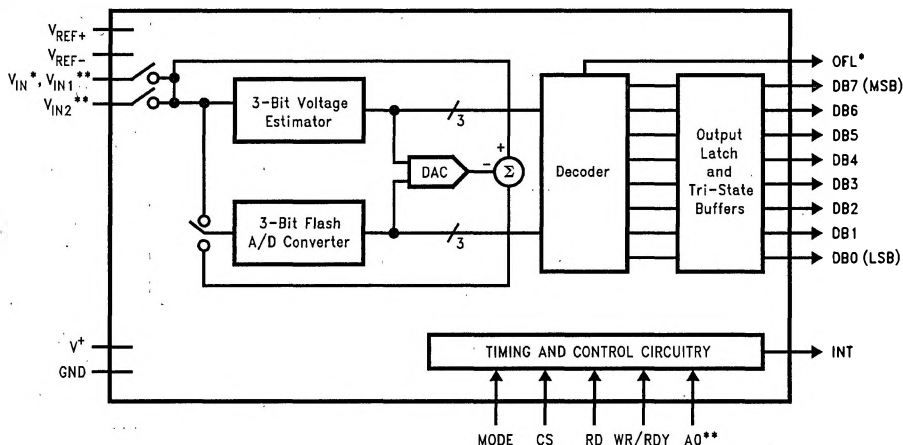 VREF+
VREF-
VIN*, VIN1**
VIN2**
3-Bit Voltage
Estimator
3
DAC
+
-
Σ
3-Bit Flash
A/D Converter
3
Decoder
Output
Latch
and
Tri-State
Buffers
OFL*
DB7 (MSB)
DB6
DB5
DB4
DB3
DB2
DB1
DB0 (LSB)
V+
GND
TIMING AND CONTROL CIRCUITRY
INT
MODE CS RD WR/RDY A0**